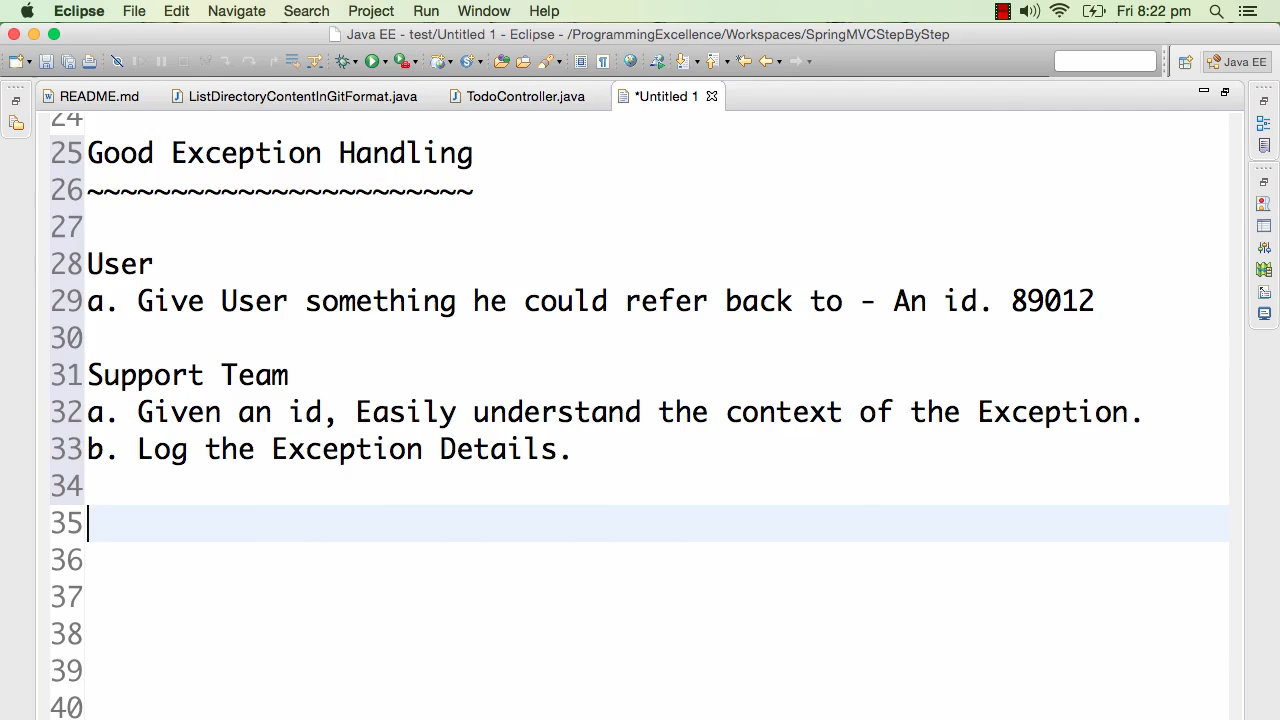 Eclipse File Edit Navigate Search Project Run Window Help Fri 8:22 pm
Java EE - test/Untitled 1 - Eclipse - /ProgrammingExcellence/Workspaces/SpringMVCStepByStep
Java EE
README.md ListDirectoryContentInGitFormat.java TodoController.java *Untitled 1
24
25 Good Exception Handling
26 ~~~~~~~~~~~~~~~~~~~~~~~
27
28 User
29 a. Give User something he could refer back to - An id. 89012
30
31 Support Team
32 a. Given an id, Easily understand the context of the Exception.
33 b. Log the Exception Details.
34
35
36
37
38
39
40